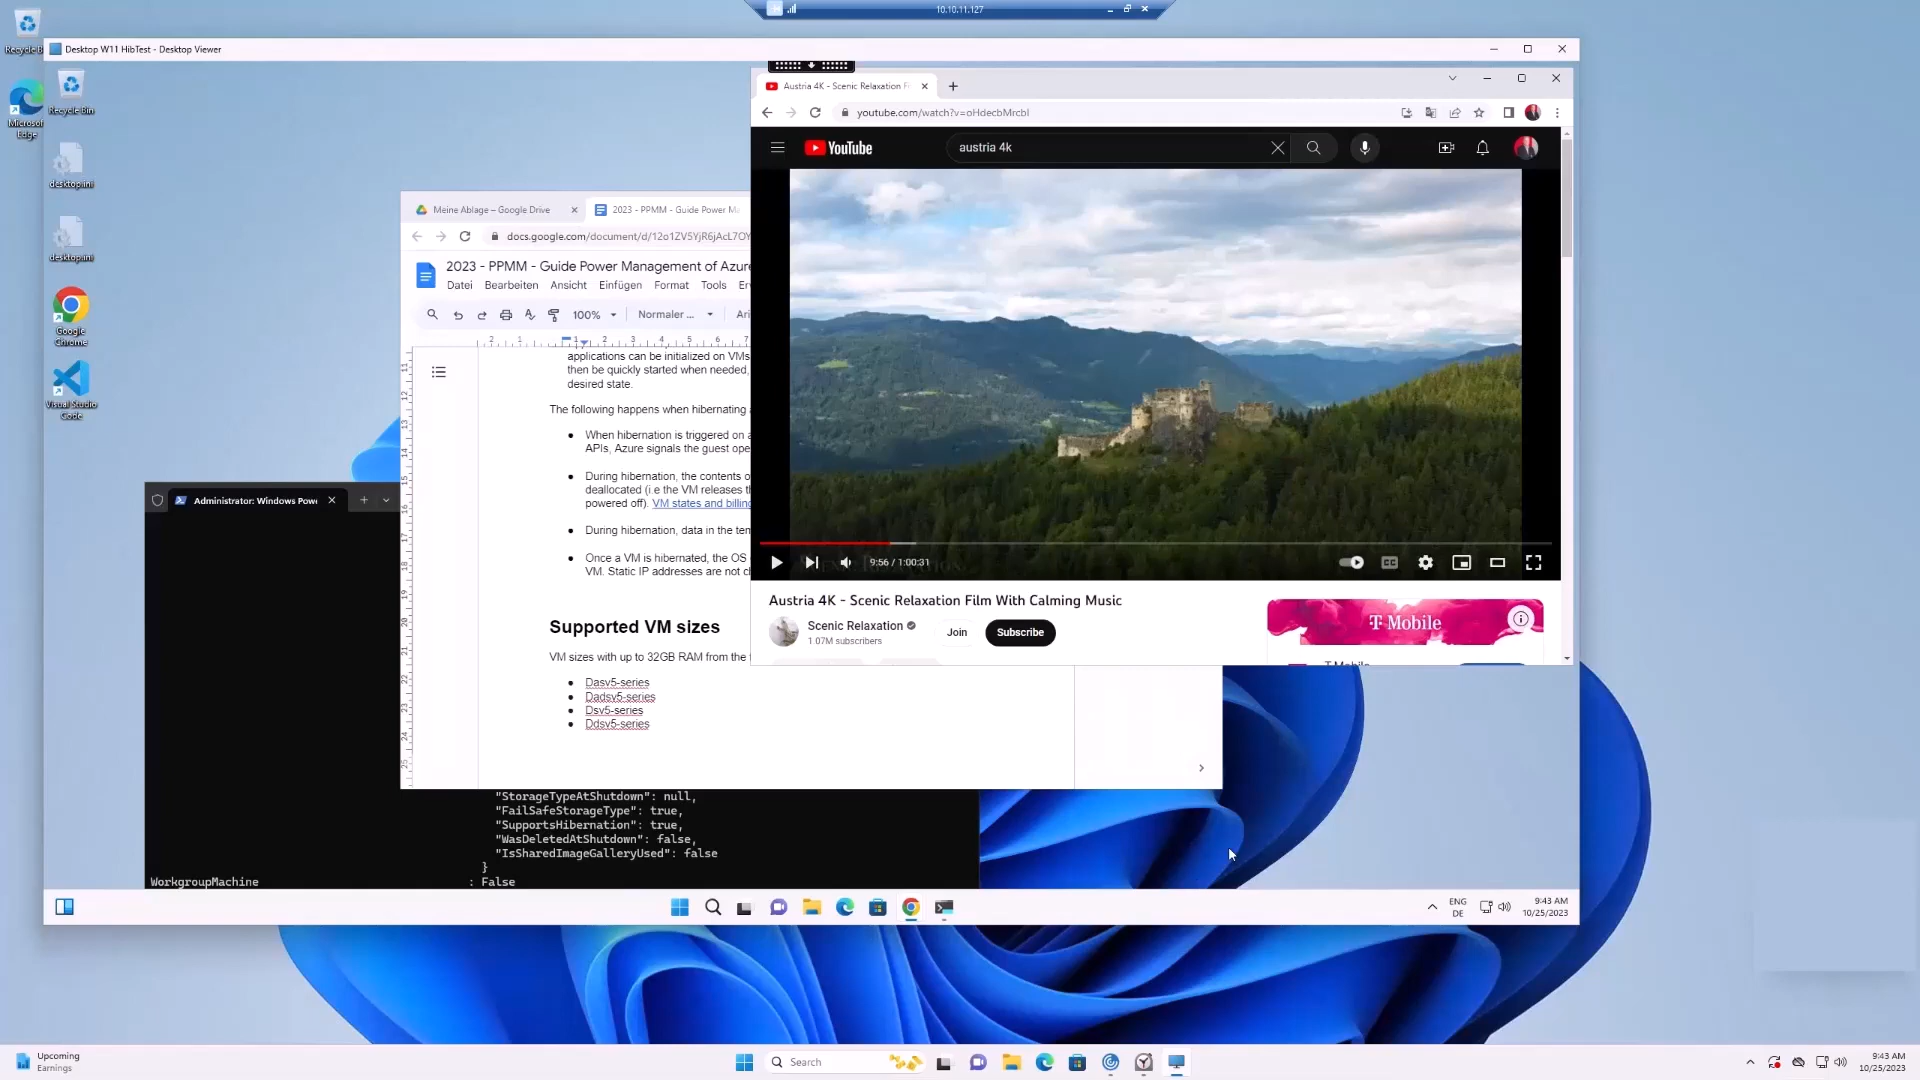 10.10.11.127
Recycle B
Microsof
Edge
Desktop W11 HibTest - Desktop Viewer
Recycle Bin
desktop.ini
desktop.ini
Google
Chrome
Visual Studio
Code
Austria 4K - Scenic Relaxation F
youtube.com/watch?v=oHdecbMrcbI
YouTube
austria 4k
9:56 / 1:00:31
Austria 4K - Scenic Relaxation Film With Calming Music
Scenic Relaxation
1.07M subscribers
Join
Subscribe
T Mobile
T-Mobile
Meine Ablage – Google Drive
2023 - PPMM - Guide Power Ma
docs.google.com/document/d/12o1ZV5YjR6jAcL7OY
2023 - PPMM - Guide Power Management of Azure
Datei Bearbeiten Ansicht Einfügen Format Tools Er
100% Normaler ... Ari
applications can be initialized on VMs
then be quickly started when needed,
desired state.
The following happens when hibernating a
When hibernation is triggered on a
APIs, Azure signals the guest ope
During hibernation, the contents o
deallocated (i.e the VM releases th
powered off). VM states and billing
During hibernation, data in the tem
Once a VM is hibernated, the OS
VM. Static IP addresses are not cl
Supported VM sizes
VM sizes with up to 32GB RAM from the f
Dasv5-series
Dadsv5-series
Dsv5-series
Ddsv5-series
Administrator: Windows Powe
"StorageTypeAtShutdown": null,
"FailSafeStorageType": true,
"SupportsHibernation": true,
"WasDeletedAtShutdown": false,
"IsSharedImageGalleryUsed": false
}
WorkgroupMachine : False
ENG
DE
9:43 AM
10/25/2023
Upcoming
Earnings
Search
9:43 AM
10/25/2023